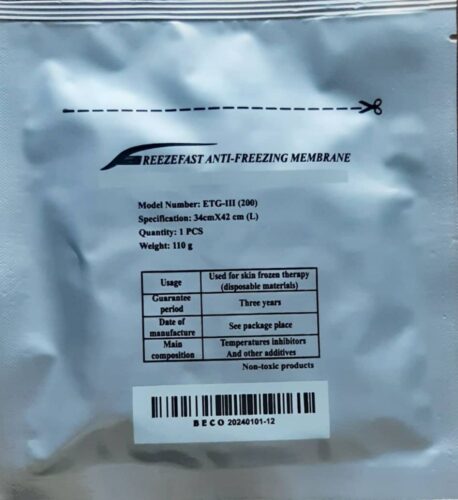 FREEZEFAST ANTI-FREEZING MEMBRANE
Model Number: ETG-III (200)
Specification: 34cmX42 cm (L)
Quantity: 1 PCS
Weight: 110 g
Usage
Used for skin frozen therapy
(disposable materials)
Guarantee
period
Three years
Date of
manufacture
See package place
Main
composition
Temperatures inhibitors
And other additives
Non-toxic products
BECO 20240101-12